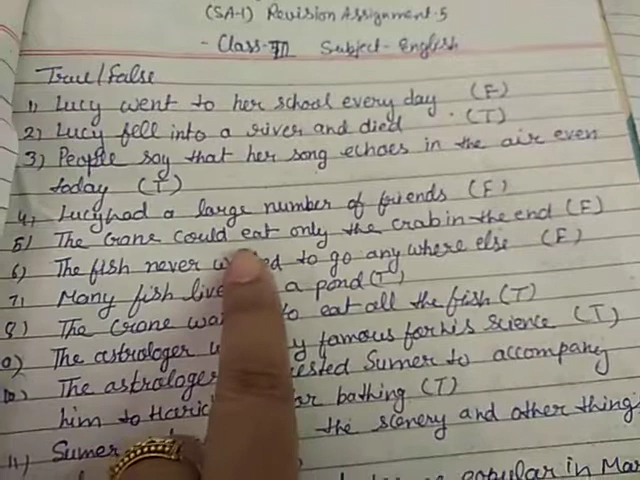 (SA-1) Revision Assignment-5
- Class-III Subject- English
True/False
1) Lucy went to her school every day (F)
2) Lucy fell into a river and died. (T)
3) People say that her song echoes in the air even
today (T)
4) Lucy had a large number of friends (F)
5) The crane could eat only the crab in the end (F)
6) The fish never to go any where else (F)
7) Many fish live a pond (T)
8) The crane to eat all the fish (T)
9) The astrologer famous for his science (T)
10) The astrologer Sumer to accompany
him to bathing (T)
11) Sumer the scenery and other things
popular in